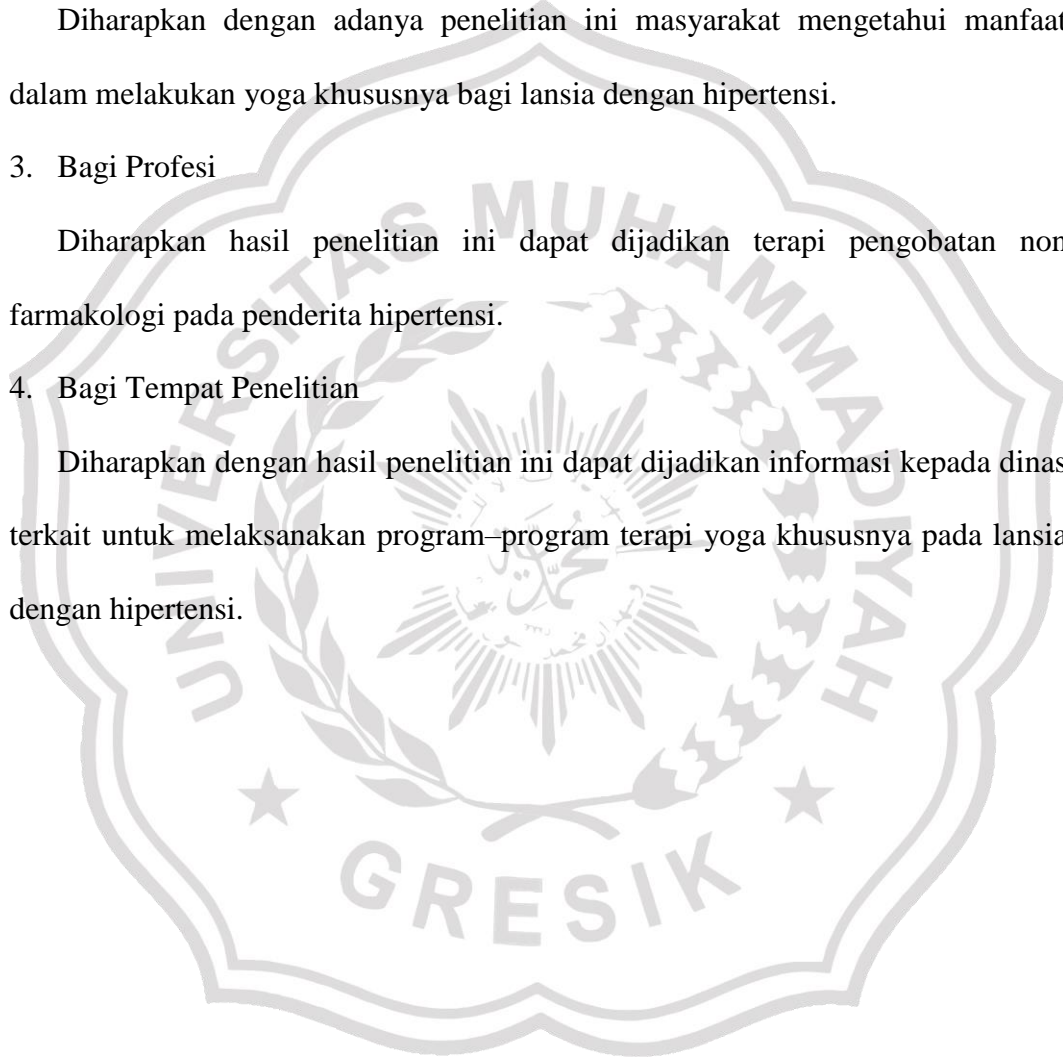 Diharapkan dengan adanya penelitian ini masyarakat mengetahui manfaat
dalam melakukan yoga khususnya bagi lansia dengan hipertensi.
3. Bagi Profesi
Diharapkan hasil penelitian ini dapat dijadikan terapi pengobatan non
farmakologi pada penderita hipertensi.
4. Bagi Tempat Penelitian
Diharapkan dengan hasil penelitian ini dapat dijadikan informasi kepada dinas
terkait untuk melaksanakan program–program terapi yoga khususnya pada lansia
dengan hipertensi.
UNIVERSITAS MUHAMMADIYAH
GRESIK